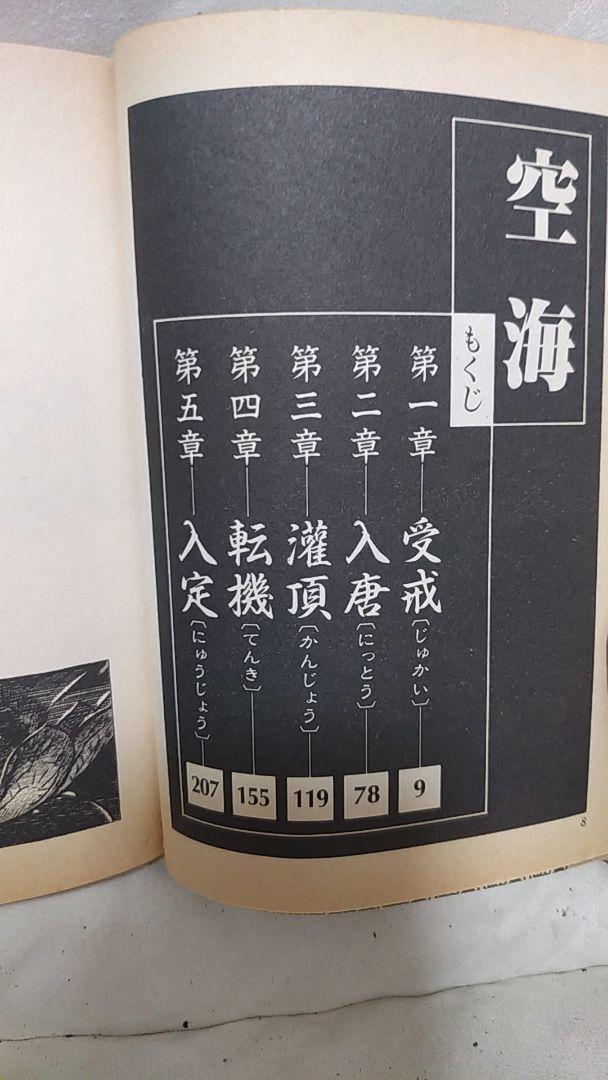 空海
もくじ
第一章 受戒〔じゅかい〕 9
第二章 入唐〔にっとう〕 78
第三章 灌頂〔かんじょう〕 119
第四章 転機〔てんき〕 155
第五章 入定〔にゅうじょう〕 207
8